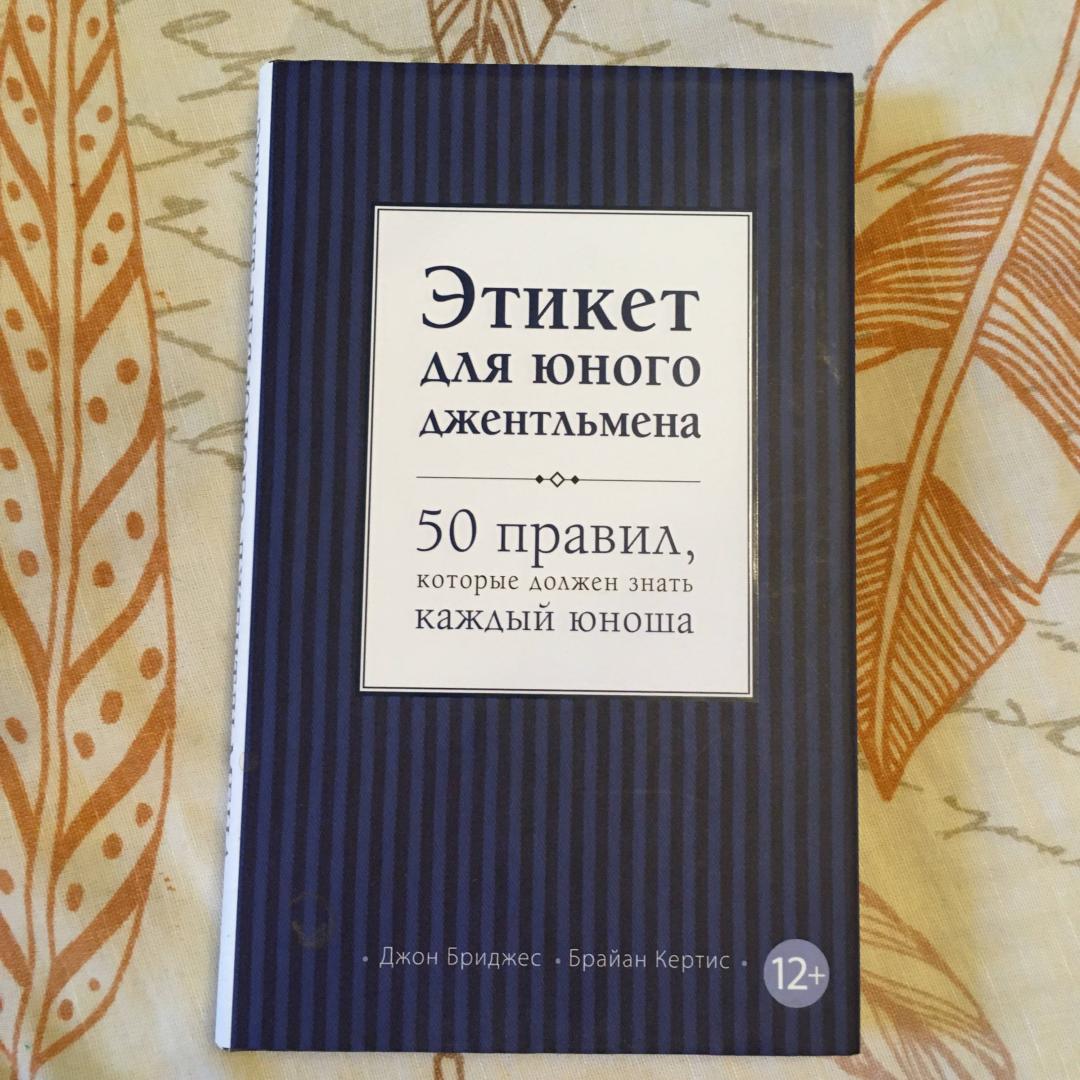 Этикет
для юного
джентльмена
50 правил,
которые должен знать
каждый юноша
• Джон Бриджес • Брайан Кертис •
12+